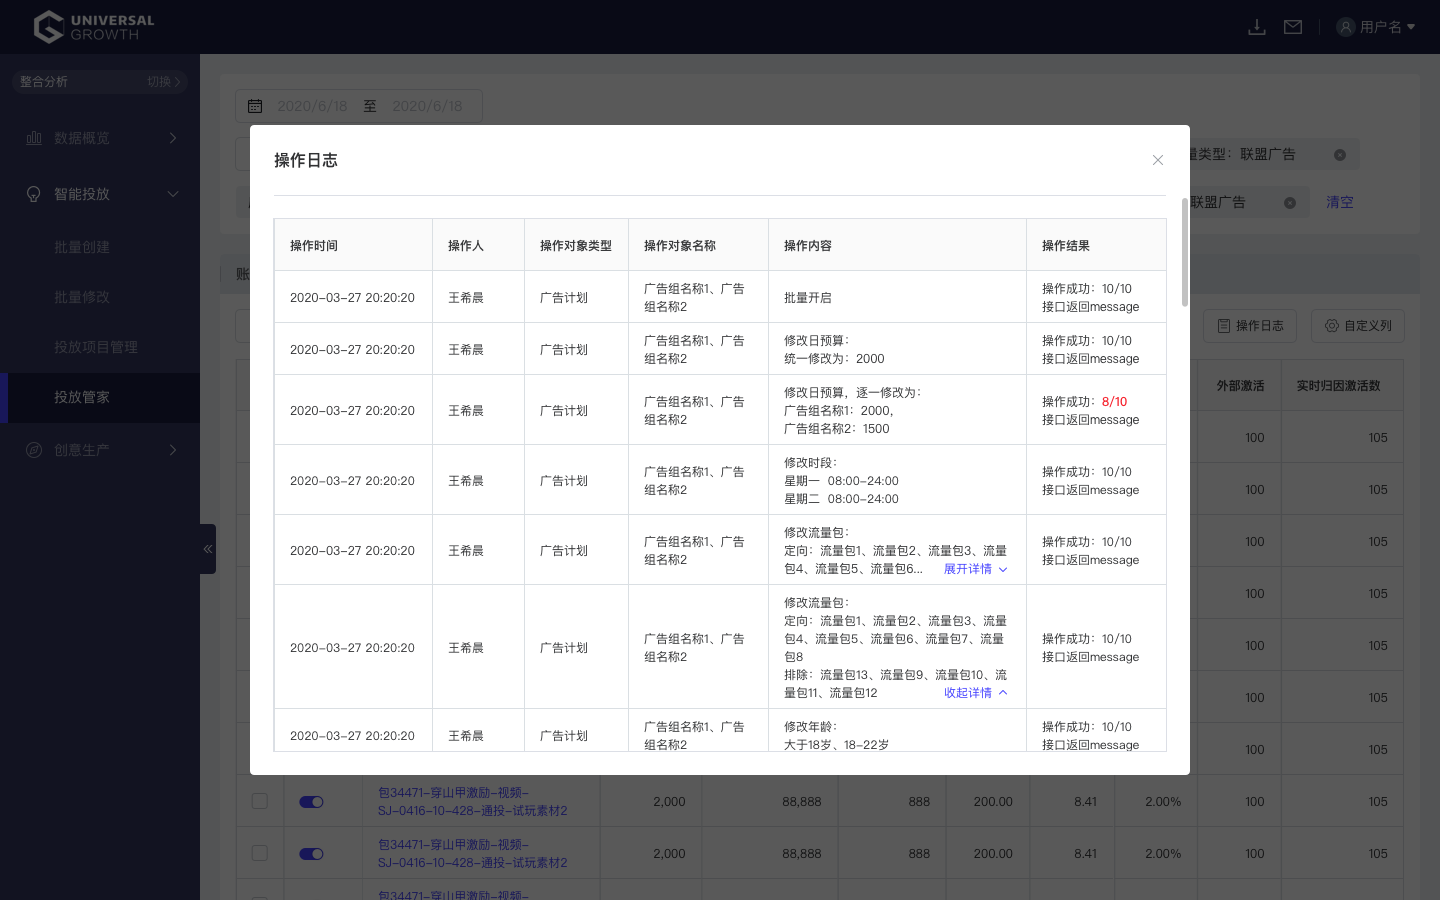 UNIVERSAL
GROWTH
用户名
整合分析
切换
数据概览
智能投放
批量创建
批量修改
投放项目管理
投放管家
创意生产
2020/6/18 至 2020/6/18
量类型：联盟广告
联盟广告
清空
账
操作日志
自定义列
外部激活
实时归因激活数
100 105
100 105
100 105
100 105
100 105
100 105
100 105
操作日志
操作时间 操作人 操作对象类型 操作对象名称 操作内容 操作结果
2020-03-27 20:20:20 王希晨 广告计划
广告组名称1、广告
组名称2
批量开启
操作成功：10/10
接口返回message
2020-03-27 20:20:20 王希晨 广告计划
广告组名称1、广告
组名称2
修改日预算：
统一修改为：2000
操作成功：10/10
接口返回message
2020-03-27 20:20:20 王希晨 广告计划
广告组名称1、广告
组名称2
修改日预算，逐一修改为：
广告组名称1：2000，
广告组名称2：1500
操作成功：8/10
接口返回message
2020-03-27 20:20:20 王希晨 广告计划
广告组名称1、广告
组名称2
修改时段：
星期一 08:00-24:00
星期二 08:00-24:00
操作成功：10/10
接口返回message
2020-03-27 20:20:20 王希晨 广告计划
广告组名称1、广告
组名称2
修改流量包：
定向：流量包1、流量包2、流量包3、流量
包4、流量包5、流量包6... 展开详情
操作成功：10/10
接口返回message
2020-03-27 20:20:20 王希晨 广告计划
广告组名称1、广告
组名称2
修改流量包：
定向：流量包1、流量包2、流量包3、流量
包4、流量包5、流量包6、流量包7、流量
包8
排除：流量包13、流量包9、流量包10、流
量包11、流量包12 收起详情
操作成功：10/10
接口返回message
2020-03-27 20:20:20 王希晨 广告计划
广告组名称1、广告
组名称2
修改年龄：
大于18岁、18-22岁
操作成功：10/10
接口返回message
包34471-穿山甲激励-视频-
SJ-0416-10-428-通投-试玩素材2
2,000 88,888 888 200.00 8.41 2.00% 100 105
包34471-穿山甲激励-视频-
SJ-0416-10-428-通投-试玩素材2
2,000 88,888 888 200.00 8.41 2.00% 100 105
包34471-穿山甲激励-视频-